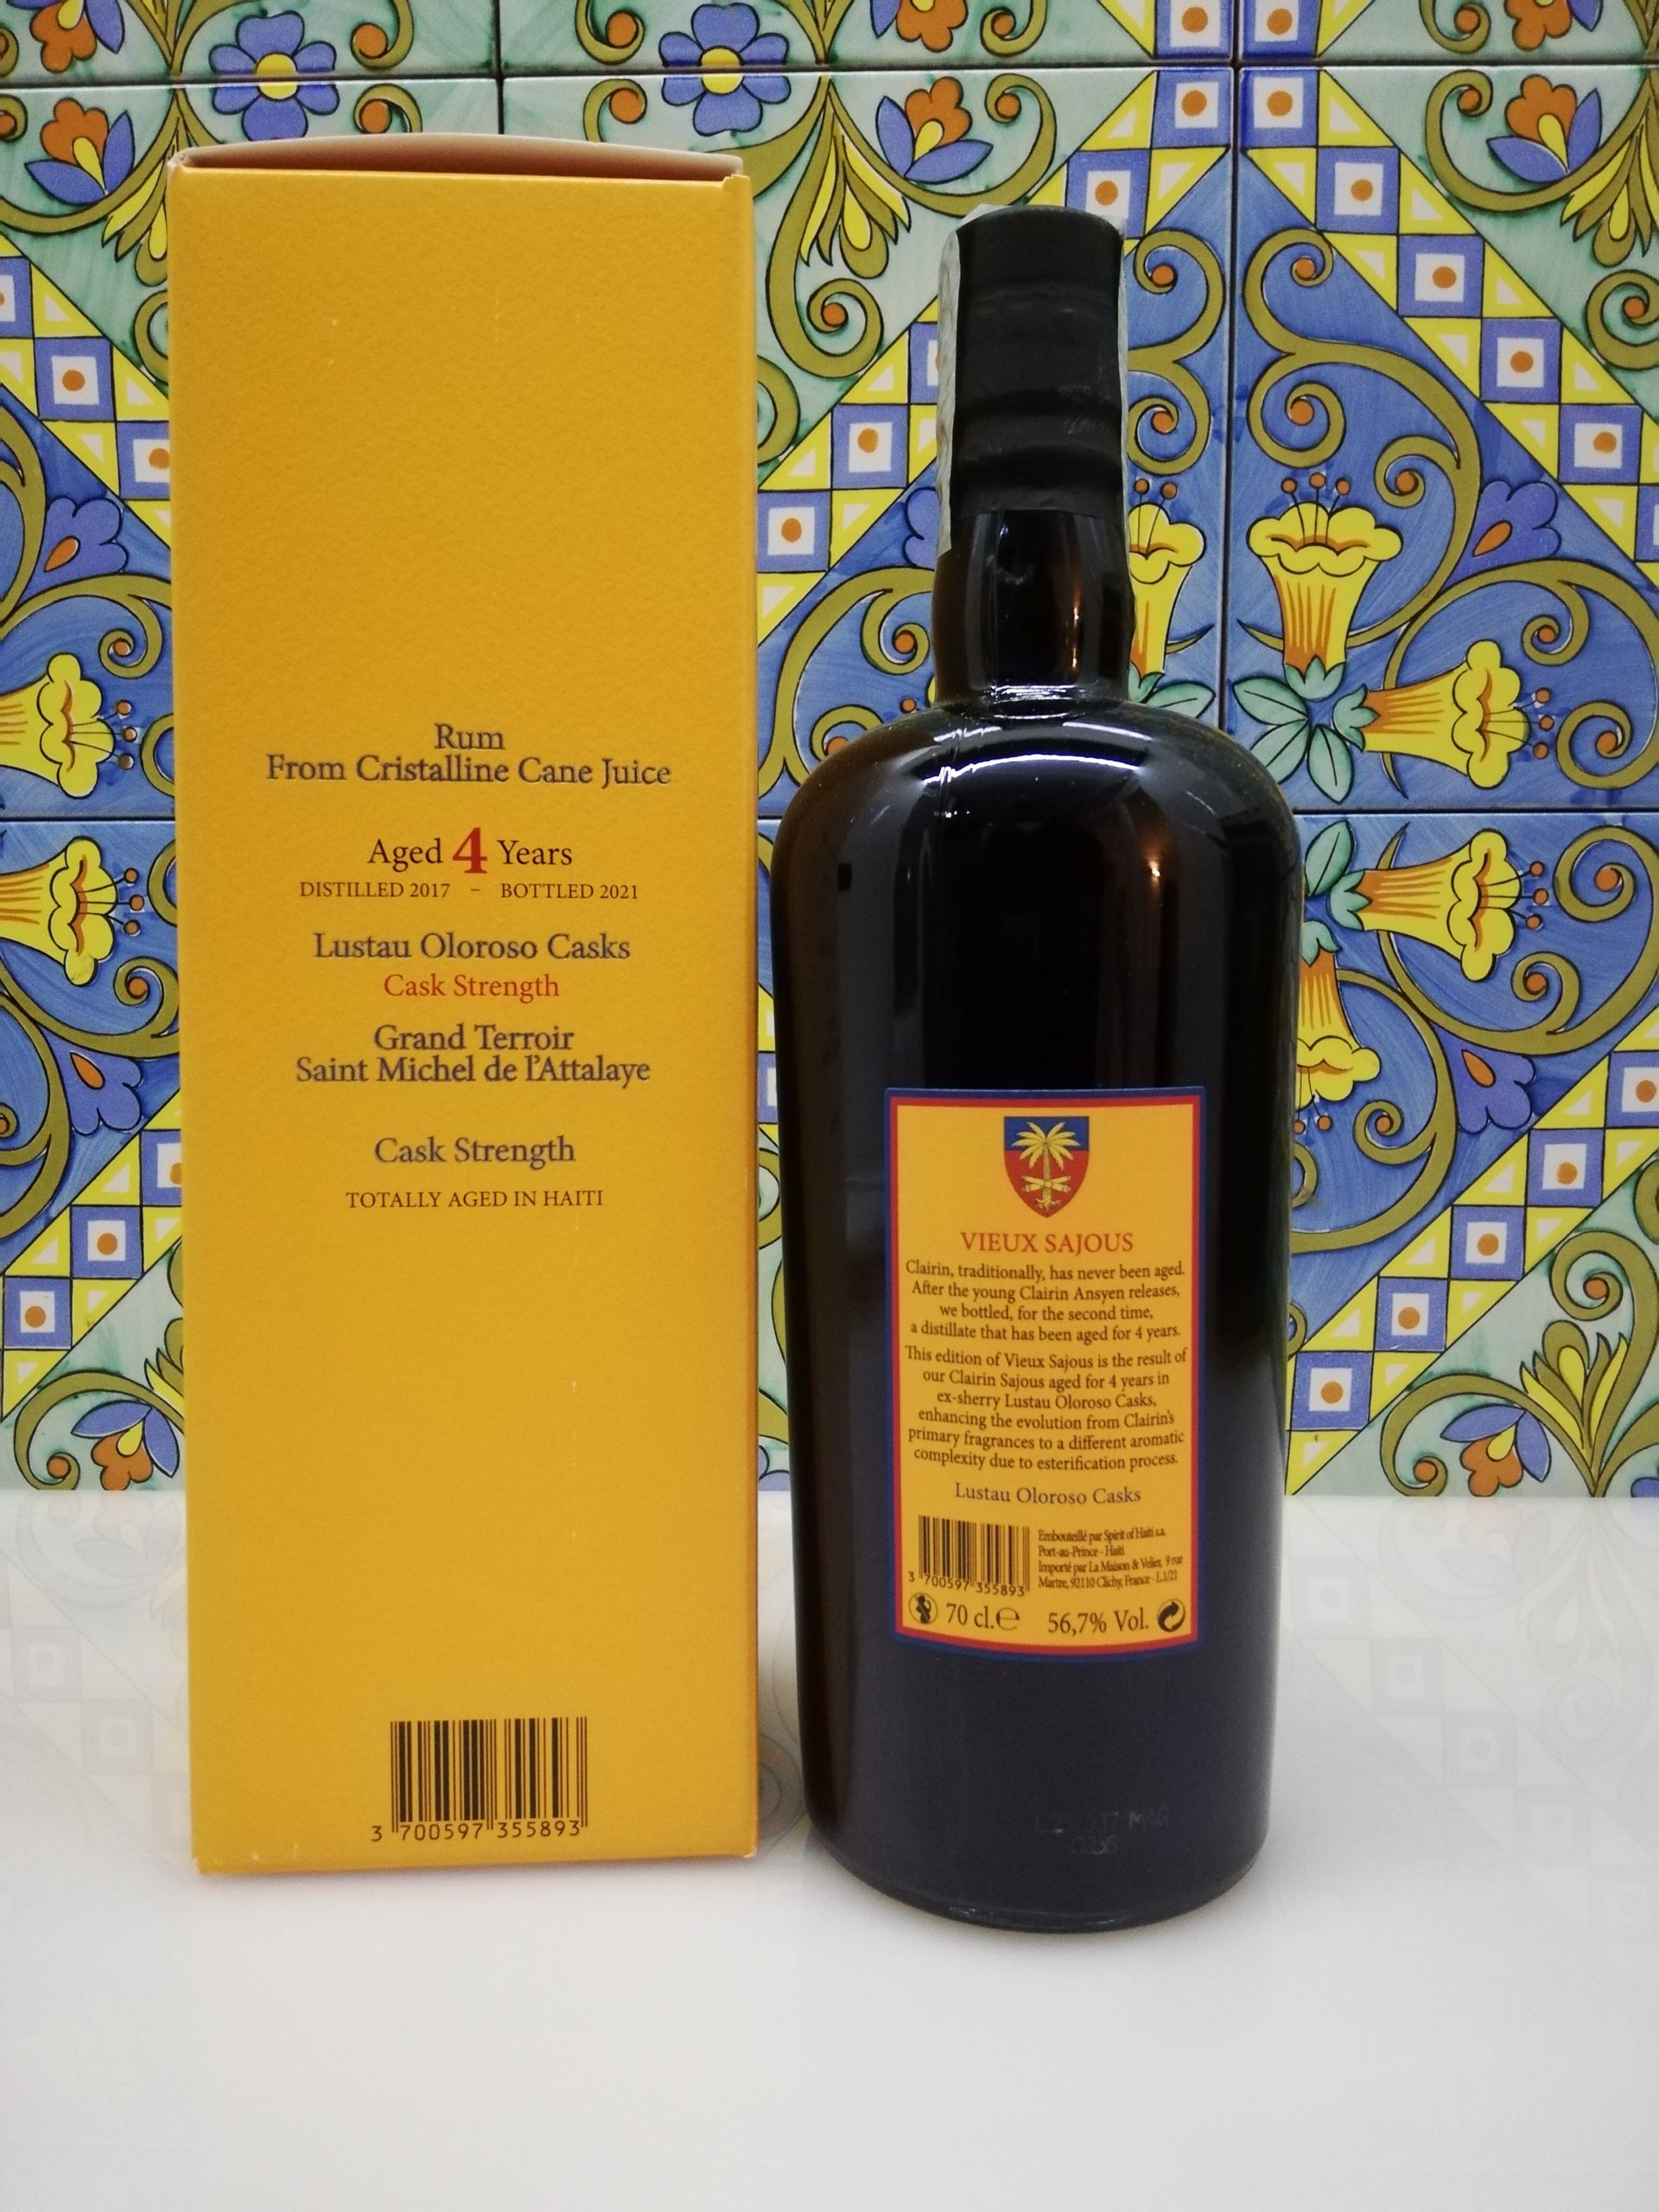 Rum
From Cristalline Cane Juice
Aged 4 Years
DISTILLED 2017 - BOTTLED 2021
Lustau Oloroso Casks
Cask Strength
Grand Terroir
Saint Michel de l'Attalaye
Cask Strength
TOTALLY AGED IN HAITI
3 700597 355893
VIEUX SAJOUS
Clairin, traditionally, has never been aged.
After the young Clairin Ansyen releases,
we bottled, for the second time,
a distillate that has been aged for 4 years.
This edition of Vieux Sajous is the result of
our Clairin Sajous aged for 4 years in
ex-sherry Lustau Oloroso Casks,
enhancing the evolution from Clairin's
primary fragrances to a different aromatic
complexity due to esterification process.
Lustau Oloroso Casks
Embouteillé par Spirit of Haiti s.a.
Port-au-Prince - Haiti
Importé par La Maison & Velier, 9 rue
Martre, 92110 Clichy, France - L1/21
3 700597 355893
70 cl. ℮ 56,7% Vol.